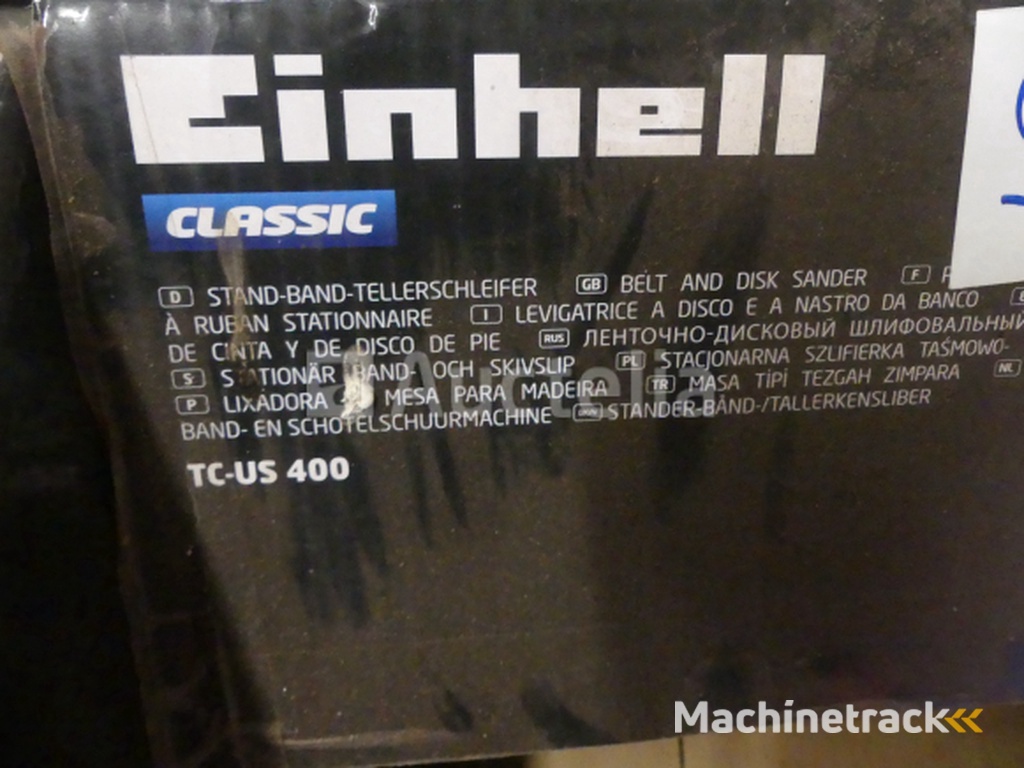 Einhell
CLASSIC
D STAND-BAND-TELLERSCHLEIFER GB BELT AND DISK SANDER F
À RUBAN STATIONNAIRE I LEVIGATRICE A DISCO E A NASTRO DA BANCO
DE CINTA Y DE DISCO DE PIE RUS ЛЕНТОЧНО-ДИСКОВЫЙ ШЛИФОВАЛЬНЫЙ
S BAND- OCH SKIVSLIP PL STACJONARNA SZLIFIERKA TAŚMOWO-
P LIXADORA MESA PARA MADEIRA TR MASA TİPİ TEZGAH ZIMPARA NL
BAND- EN SCHOTELSCHUURMACHINE STANDER-BÅND-/TALLERKENSLIBER
TC-US 400
Auctelia
Machinetrack